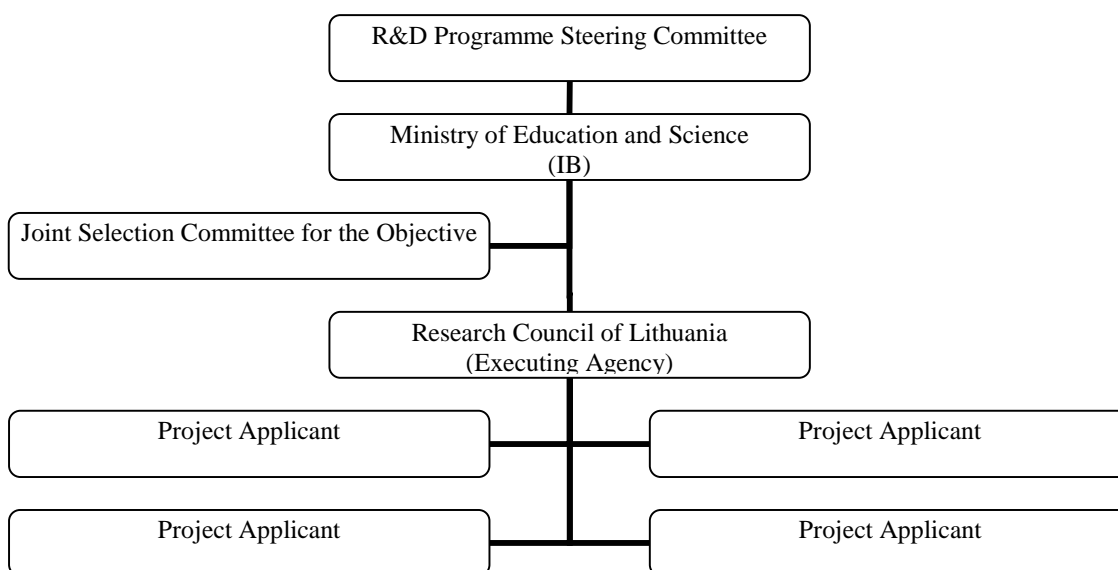 R&D Programme Steering Committee
Ministry of Education and Science
(IB)
Joint Selection Committee for the Objective
Research Council of Lithuania
(Executing Agency)
Project Applicant
Project Applicant
Project Applicant
Project Applicant